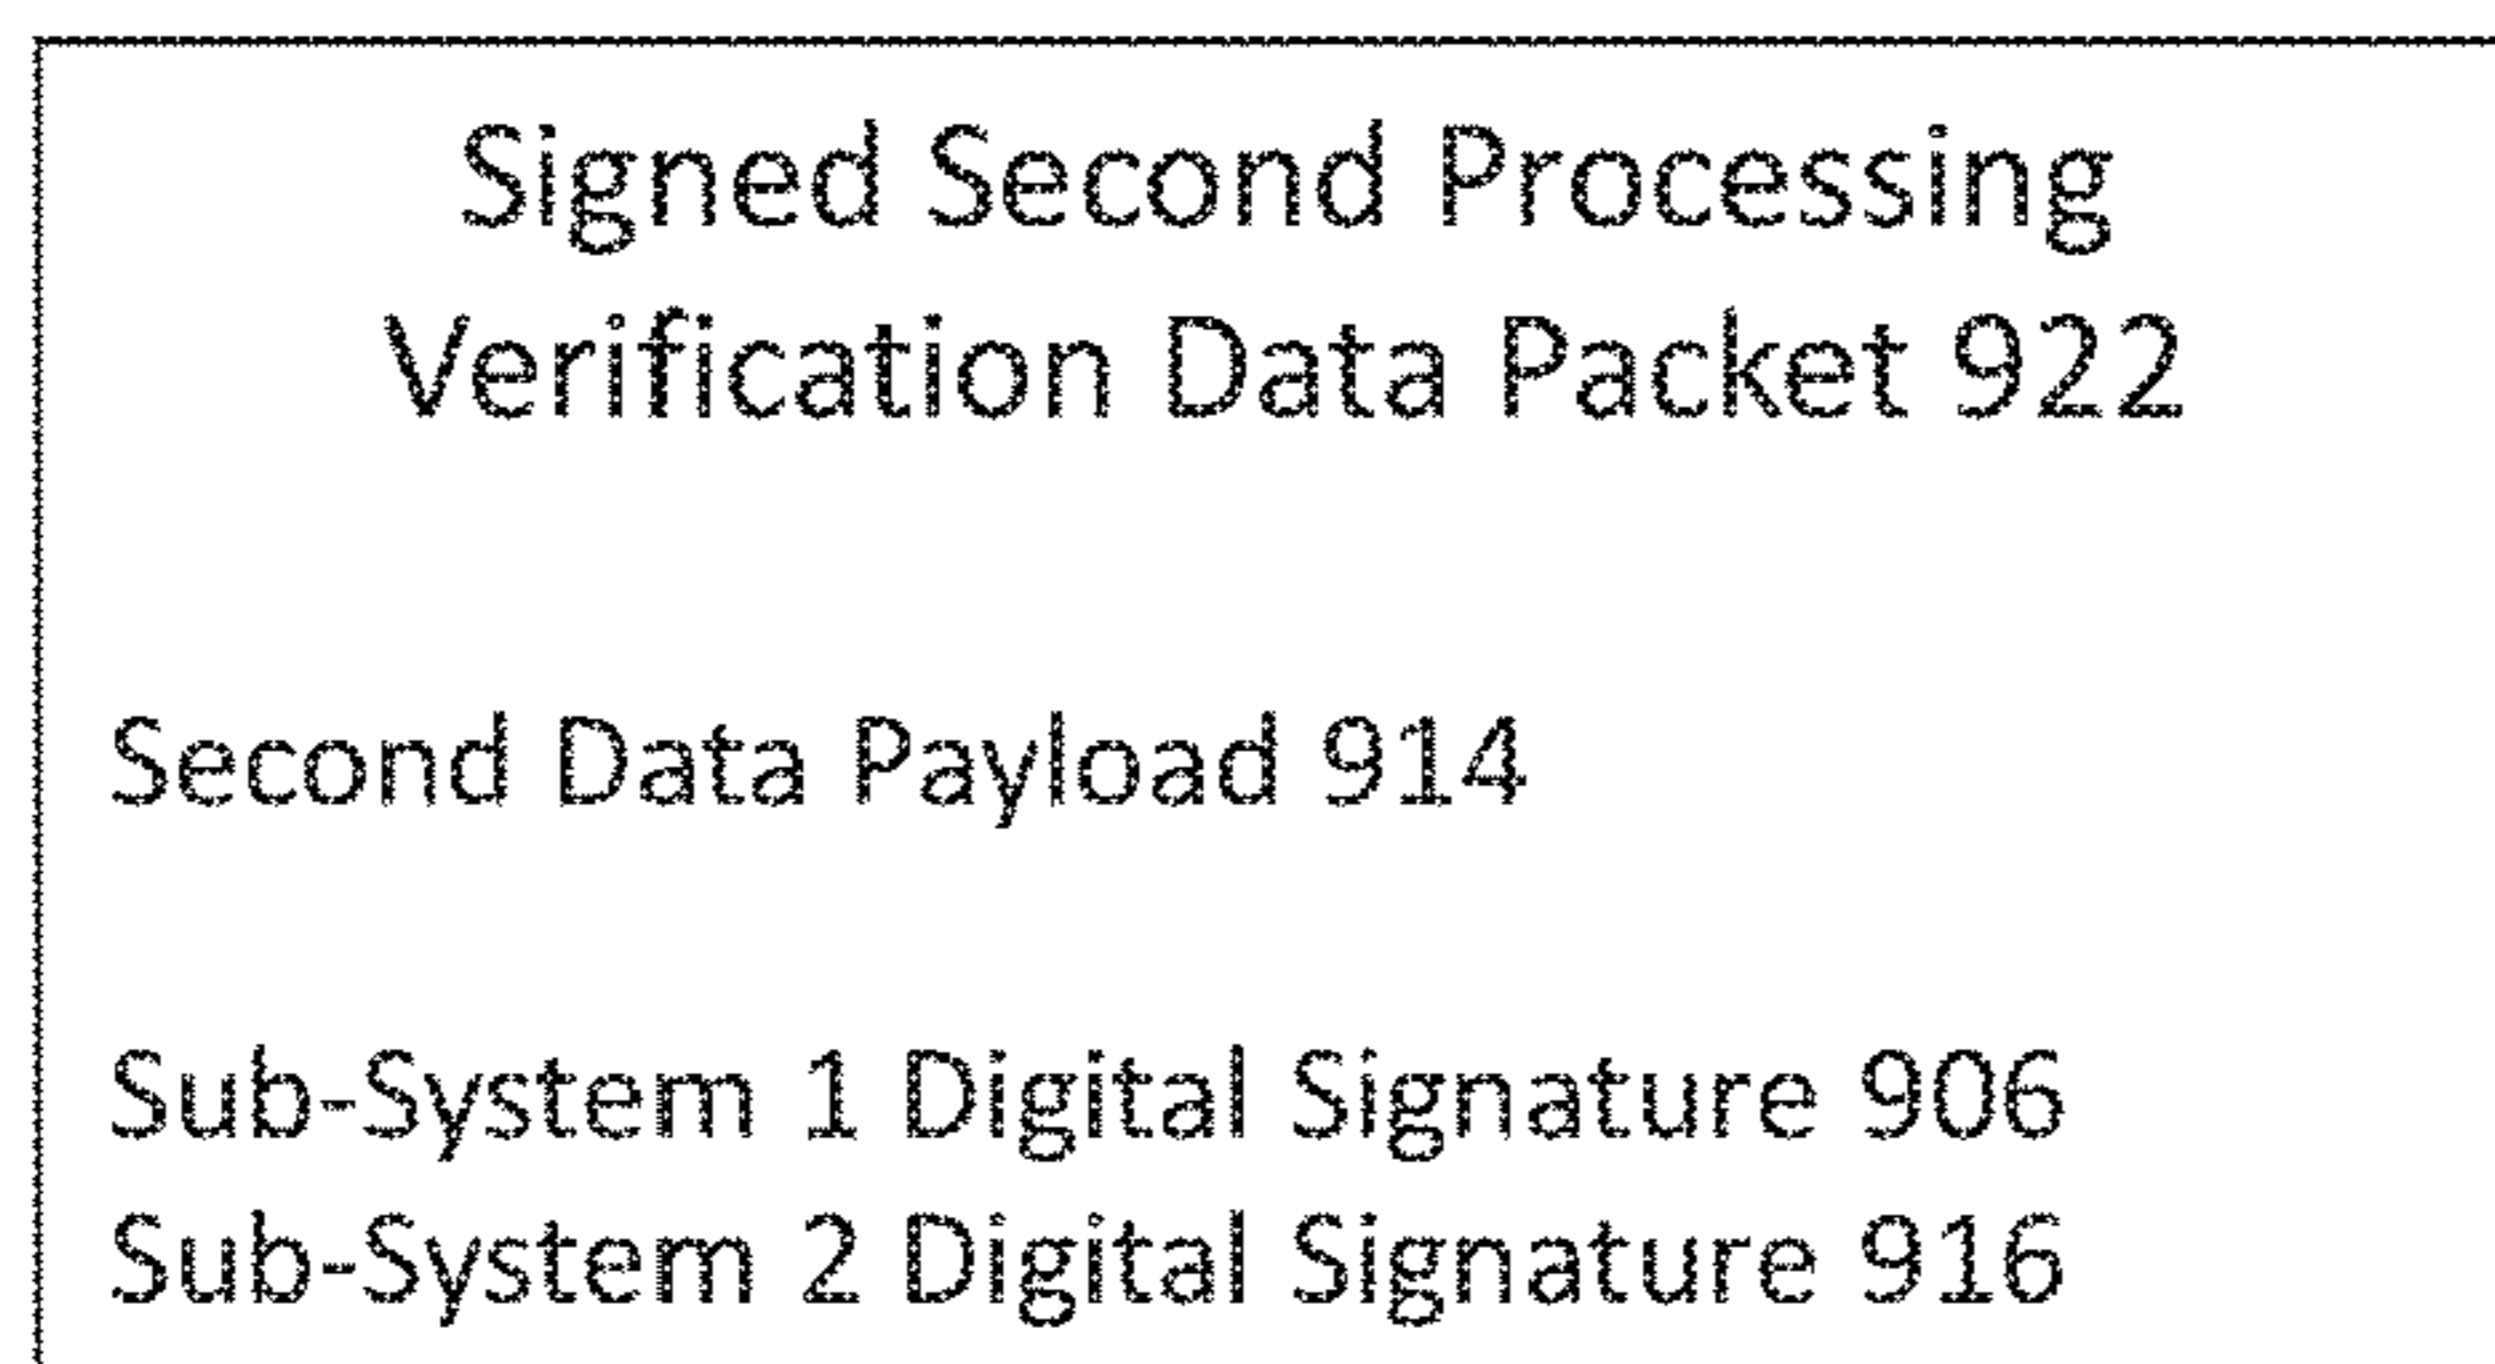 Signed Second Processing
Verification Data Packet 922
Second Data Payload 914
Sub-System 1 Digital Signature 906
Sub-System 2 Digital Signature 916